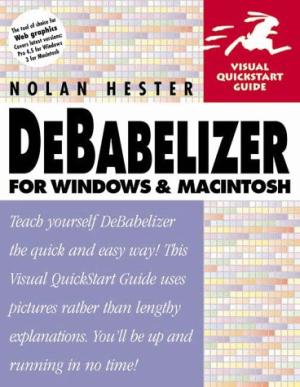 The tool of choice for
Web graphics
Covers latest versions:
Pro 4.5 for Windows
3 for Macintosh
VISUAL
QUICKSTART
GUIDE
NOLAN HESTER
DEBABELIZER
FOR WINDOWS & MACINTOSH
Teach yourself DeBabelizer
the quick and easy way! This
Visual QuickStart Guide uses
pictures rather than lengthy
explanations. You'll be up and
running in no time!